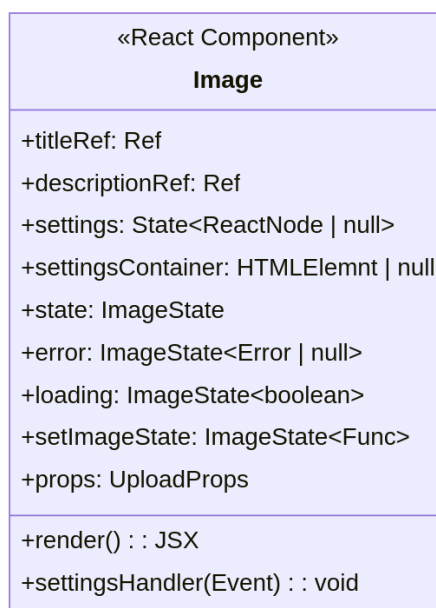 «React Component»
Image
+titleRef: Ref
+descriptionRef: Ref
+settings: State<ReactNode | null>
+settingsContainer: HTMLElemnt | null
+state: ImageState
+error: ImageState<Error | null>
+loading: ImageState<boolean>
+setImageState: ImageState<Func>
+props: UploadProps
+render() : : JSX
+settingsHandler(Event) : : void